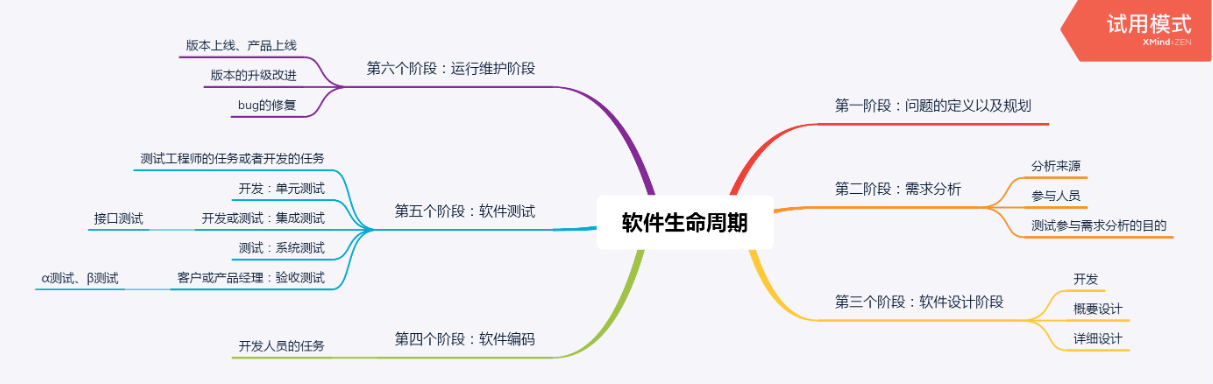 试用模式
XMind:ZEN
软件生命周期
第一阶段：问题的定义以及规划
第二阶段：需求分析
分析来源
参与人员
测试参与需求分析的目的
第三个阶段：软件设计阶段
开发
概要设计
详细设计
第四个阶段：软件编码
开发人员的任务
第五个阶段：软件测试
测试工程师的任务或者开发的任务
开发：单元测试
开发或测试：集成测试
接口测试
测试：系统测试
客户或产品经理：验收测试
α测试、β测试
第六个阶段：运行维护阶段
版本上线、产品上线
版本的升级改进
bug的修复